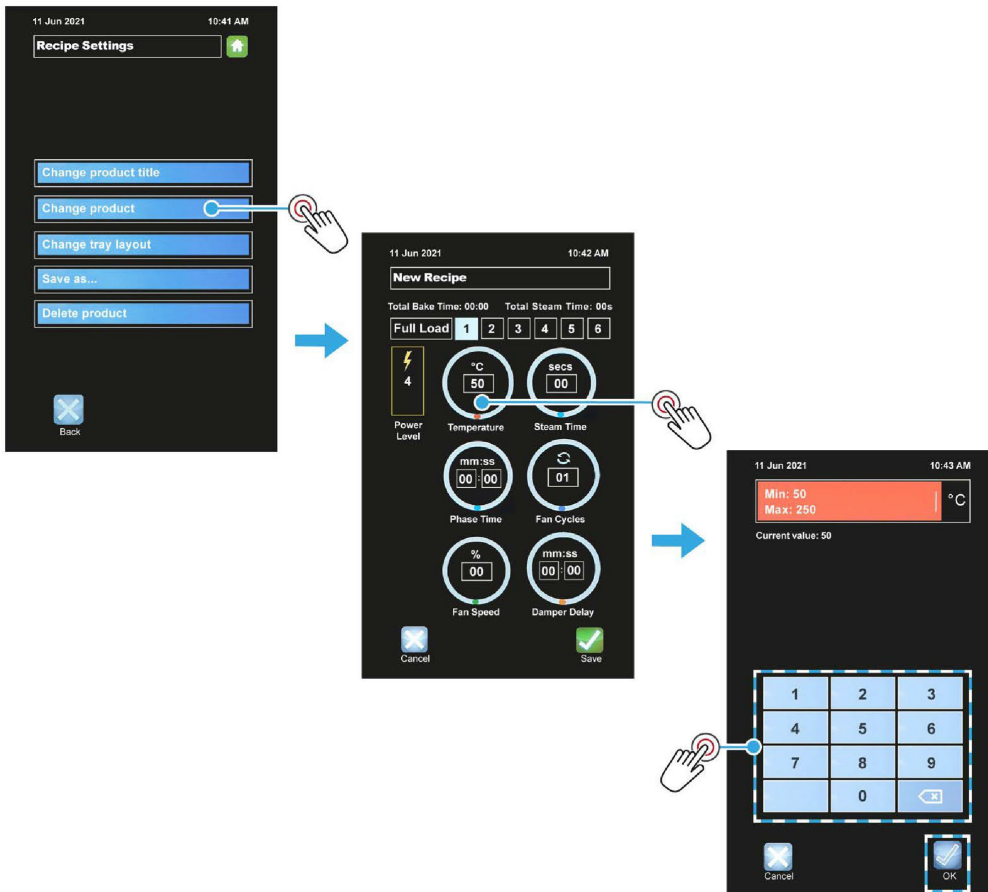 11 Jun 2021 10:41 AM
Recipe Settings
Change product title
Change product
Change tray layout
Save as...
Delete product
Back
11 Jun 2021 10:42 AM
New Recipe
Total Bake Time: 00:00 Total Steam Time: 00s
Full Load 1 2 3 4 5 6
4
Power
Level
°C
50
Temperature
secs
00
Steam Time
mm:ss
00:00
Phase Time
01
Fan Cycles
%
00
Fan Speed
mm:ss
00:00
Damper Delay
Cancel
Save
11 Jun 2021 10:43 AM
Min: 50
Max: 250
°C
Current value: 50
1 2 3
4 5 6
7 8 9
0
Cancel
OK